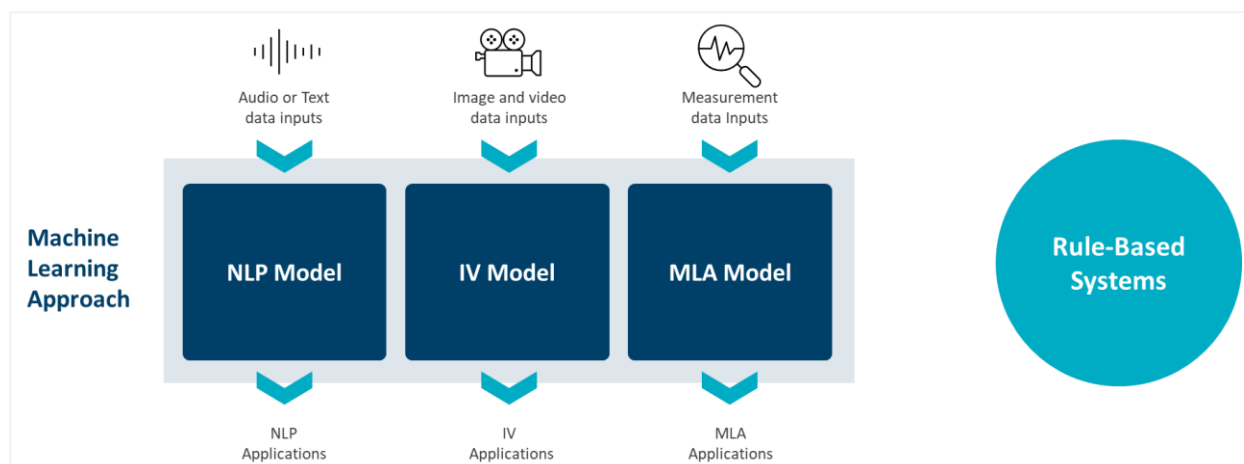 Audio or Text
data inputs
Image and video
data inputs
Measurement
data Inputs
Machine
Learning
Approach
NLP Model
IV Model
MLA Model
Rule-Based
Systems
NLP
Applications
IV
Applications
MLA
Applications